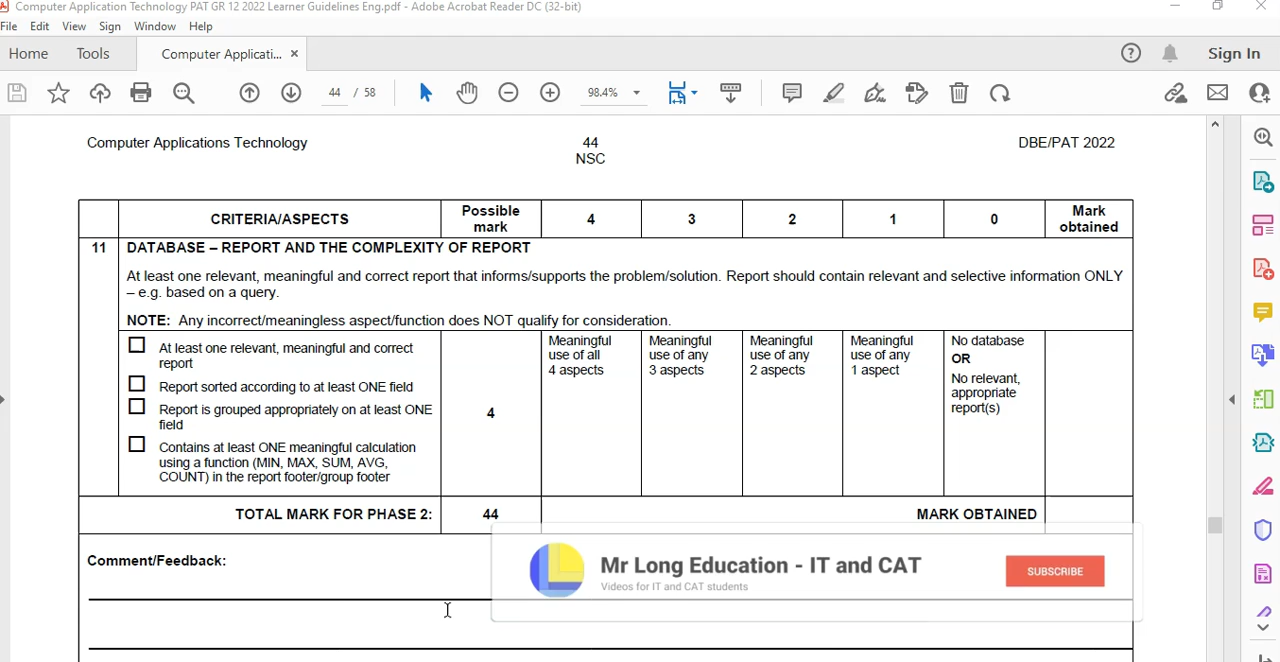 Computer Application Technology PAT GR 12 2022 Learner Guidelines Eng.pdf - Adobe Acrobat Reader DC (32-bit)
File Edit View Sign Window Help
Home Tools Computer Applicati... × Sign In
44 / 58 98.4%
Computer Applications Technology 44 DBE/PAT 2022
NSC
CRITERIA/ASPECTS Possible mark 4 3 2 1 0 Mark obtained
11 DATABASE – REPORT AND THE COMPLEXITY OF REPORT
At least one relevant, meaningful and correct report that informs/supports the problem/solution. Report should contain relevant and selective information ONLY
– e.g. based on a query.
NOTE: Any incorrect/meaningless aspect/function does NOT qualify for consideration.
At least one relevant, meaningful and correct
report
Report sorted according to at least ONE field
Report is grouped appropriately on at least ONE
field
Contains at least ONE meaningful calculation
using a function (MIN, MAX, SUM, AVG,
COUNT) in the report footer/group footer
4
Meaningful
use of all
4 aspects
Meaningful
use of any
3 aspects
Meaningful
use of any
2 aspects
Meaningful
use of any
1 aspect
No database
OR
No relevant,
appropriate
report(s)
TOTAL MARK FOR PHASE 2: 44 MARK OBTAINED
Comment/Feedback:
Mr Long Education - IT and CAT
Videos for IT and CAT students
SUBSCRIBE